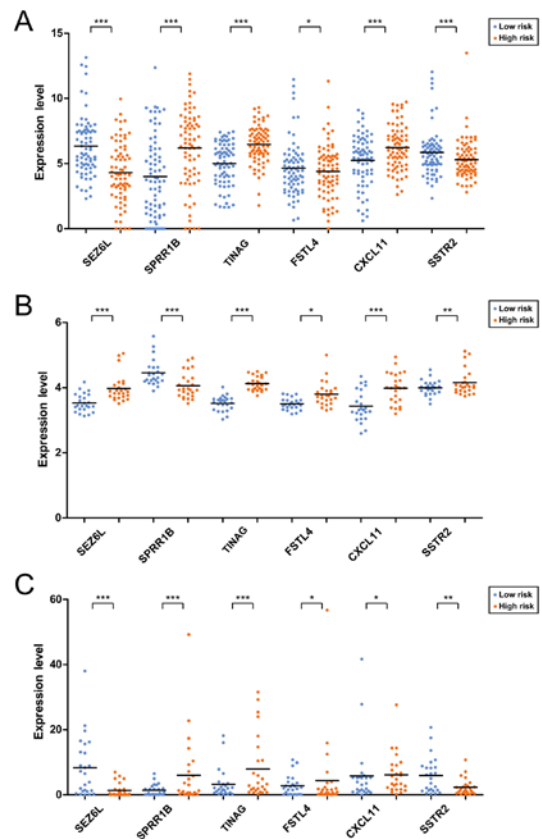 A
*** *** *** * *** ***
Low risk
High risk
Expression level
15
10
5
0
SEZ6L SPRR1B TINAG FSTL4 CXCL11 SSTR2
B
*** *** *** * *** **
Low risk
High risk
Expression level
6
4
2
0
SEZ6L SPRR1B TINAG FSTL4 CXCL11 SSTR2
C
*** *** *** * * **
Low risk
High risk
Expression level
60
40
20
0
SEZ6L SPRR1B TINAG FSTL4 CXCL11 SSTR2